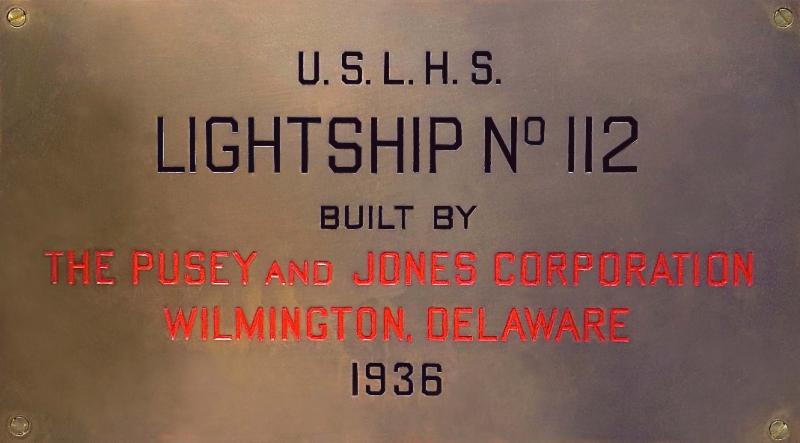 U. S. L. H. S.
LIGHTSHIP Nº 112
BUILT BY
THE PUSEY AND JONES CORPORATION
WILMINGTON, DELAWARE
1936